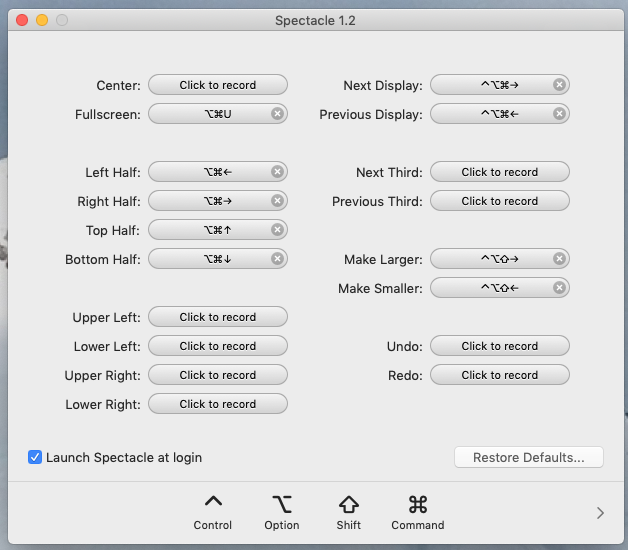 Spectacle 1.2
Center: Click to record
Fullscreen: ⌥⌘U
Left Half: ⌥⌘←
Right Half: ⌥⌘→
Top Half: ⌥⌘↑
Bottom Half: ⌥⌘↓
Upper Left: Click to record
Lower Left: Click to record
Upper Right: Click to record
Lower Right: Click to record
Next Display: ^⌥⌘→
Previous Display: ^⌥⌘←
Next Third: Click to record
Previous Third: Click to record
Make Larger: ^⌥⇧→
Make Smaller: ^⌥⇧←
Undo: Click to record
Redo: Click to record
Launch Spectacle at login
Restore Defaults...
^ ⌥ ⇧ ⌘
Control Option Shift Command